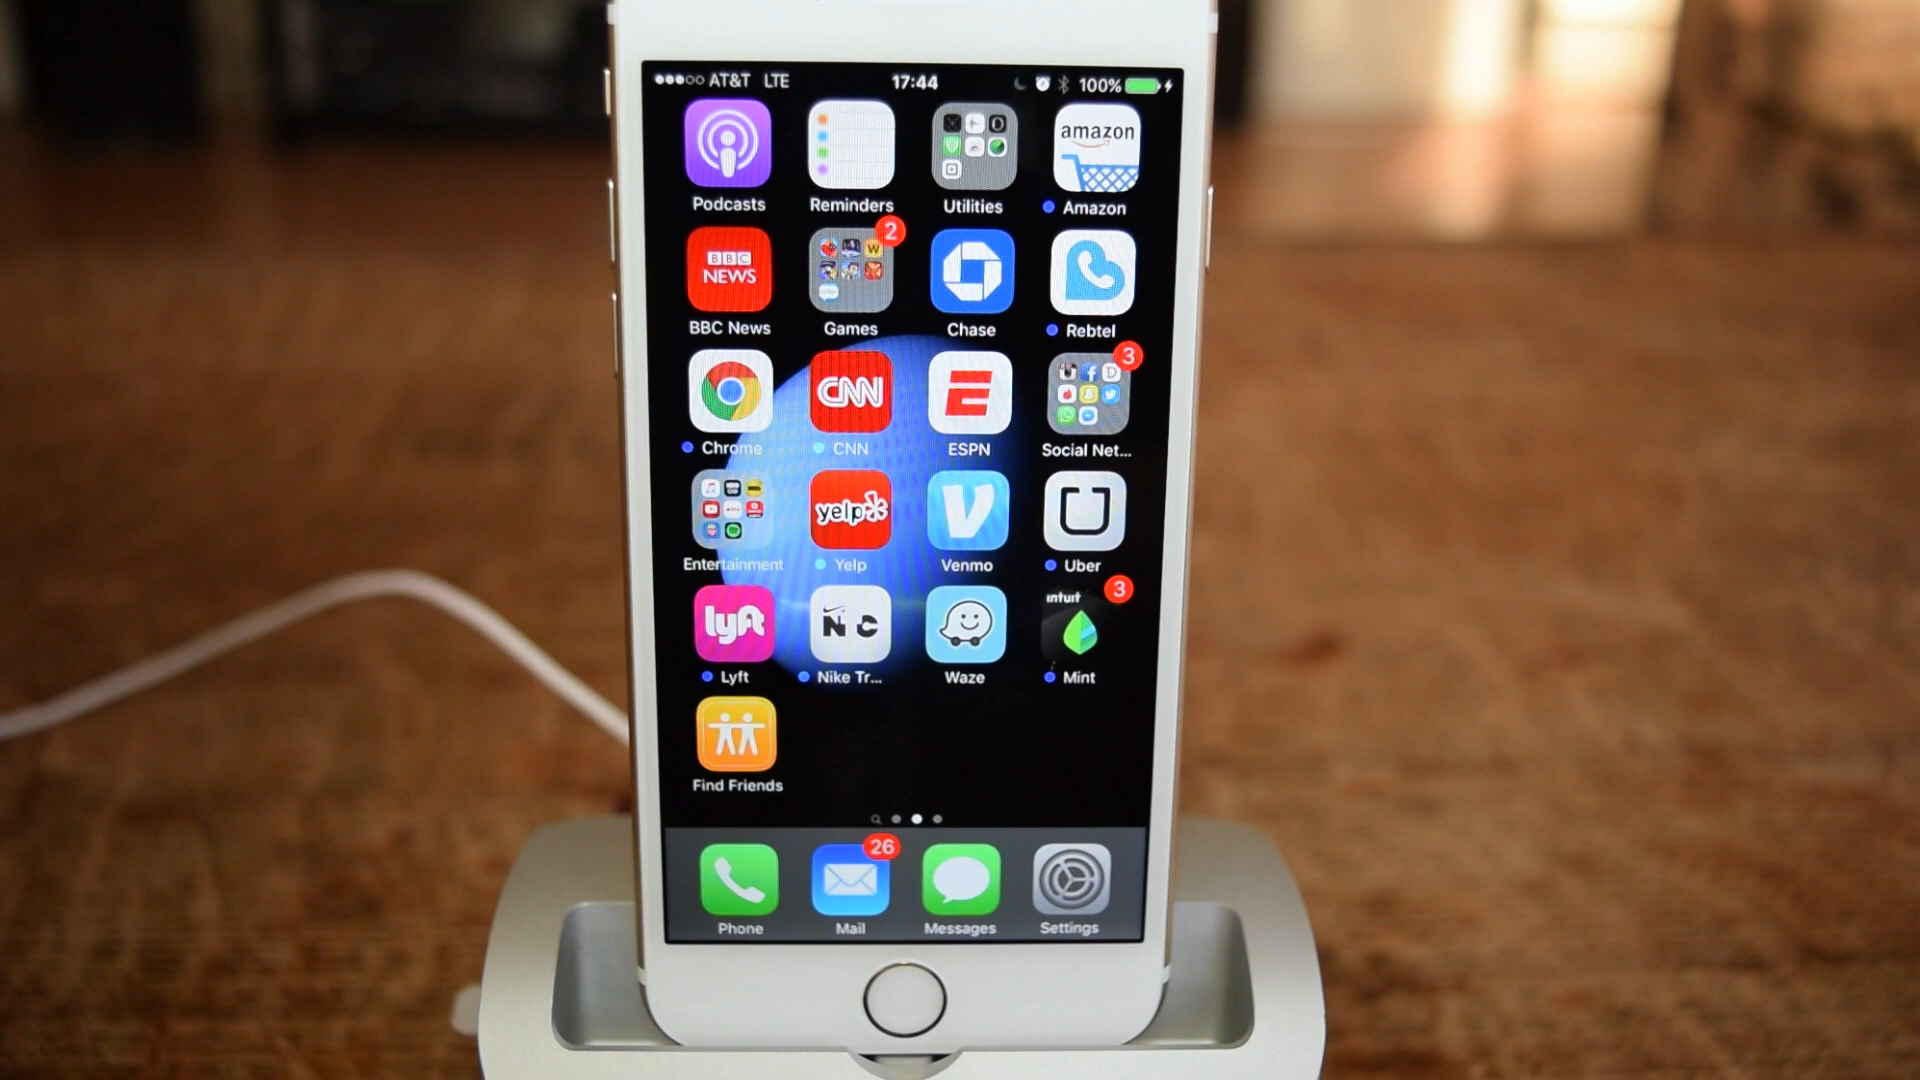 AT&T LTE 17:44 100%
amazon
Podcasts Reminders Utilities Amazon
2
BBC
NEWS
BBC News Games Chase Rebtel
3
CNN E
Chrome CNN ESPN Social Net...
yelp
Entertainment Yelp Venmo Uber
intuit 3
lyft N C
Lyft Nike Tr... Waze Mint
Find Friends
26
Phone Mail Messages Settings